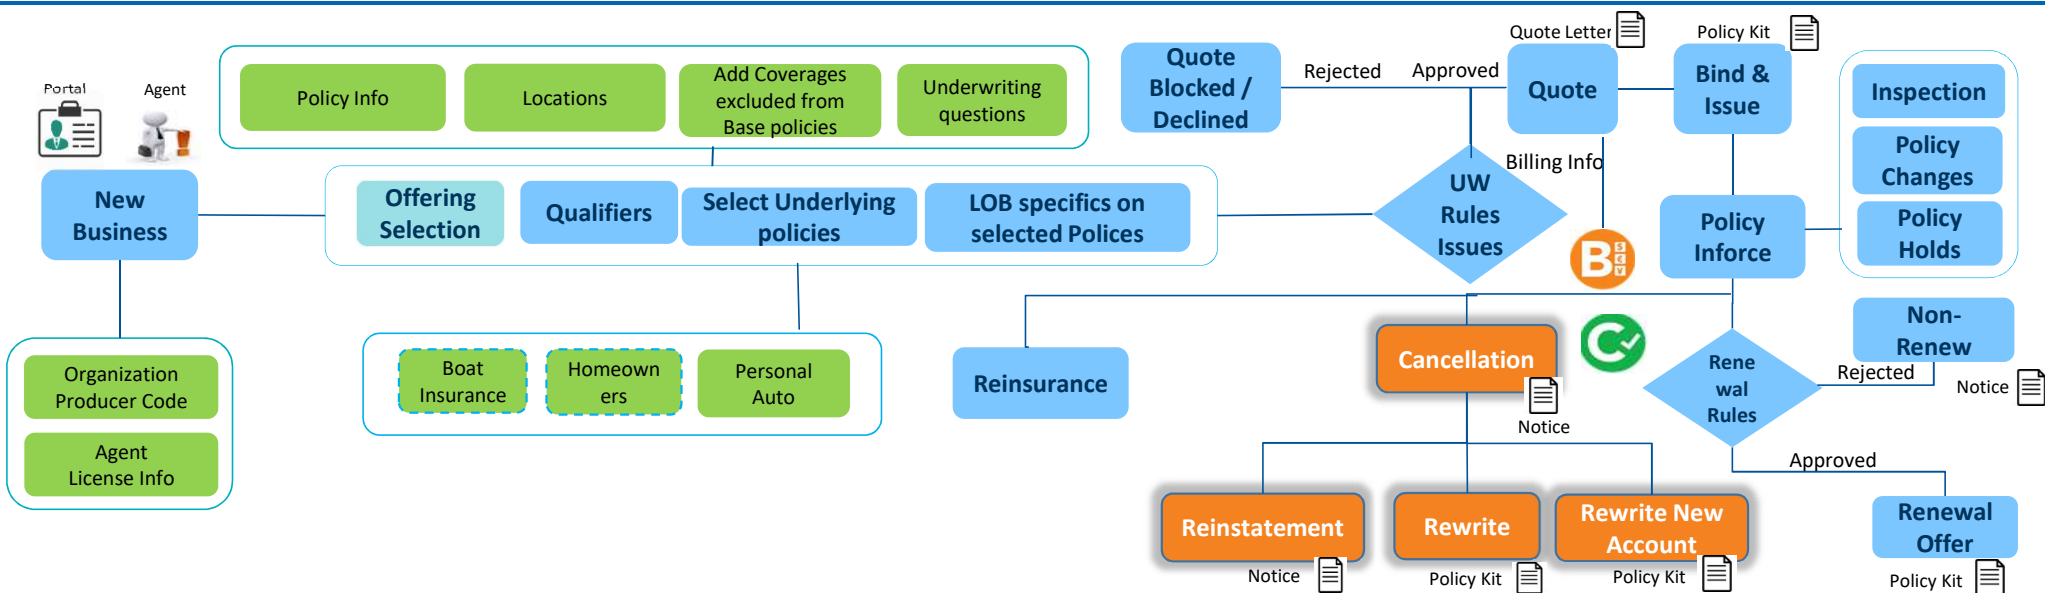 Portal
Agent
New
Business
Organization
Producer Code
Agent
License Info
Policy Info
Locations
Add Coverages
excluded from
Base policies
Underwriting
questions
Offering
Selection
Qualifiers
Select Underlying
policies
LOB specifics on
selected Polices
Boat
Insurance
Homeown
ers
Personal
Auto
Quote
Blocked /
Declined
Rejected
Approved
UW
Rules
Issues
Quote Letter
Quote
Billing Info
B
Policy Kit
Bind &
Issue
Policy
Inforce
Inspection
Policy
Changes
Policy
Holds
Reinsurance
Cancellation
Notice
C
Rene
wal
Rules
Non-
Renew
Rejected
Notice
Approved
Reinstatement
Notice
Rewrite
Policy Kit
Rewrite New
Account
Policy Kit
Renewal
Offer
Policy Kit